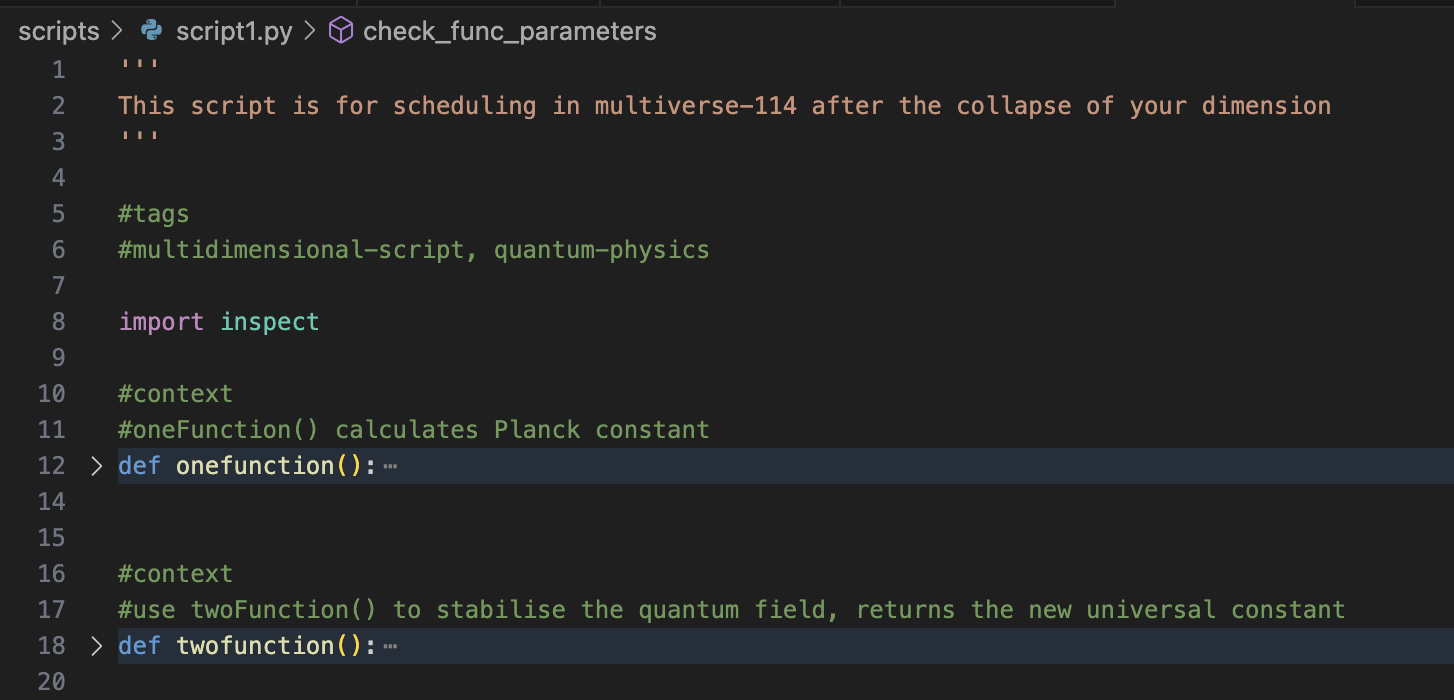 scripts > script1.py > check_func_parameters
1 '''
2 This script is for scheduling in multiverse-114 after the collapse of your dimension
3 '''
4
5 #tags
6 #multidimensional-script, quantum-physics
7
8 import inspect
9
10 #context
11 #oneFunction() calculates Planck constant
12 > def onefunction():⋯
14
15
16 #context
17 #use twoFunction() to stabilise the quantum field, returns the new universal constant
18 > def twofunction():⋯
20